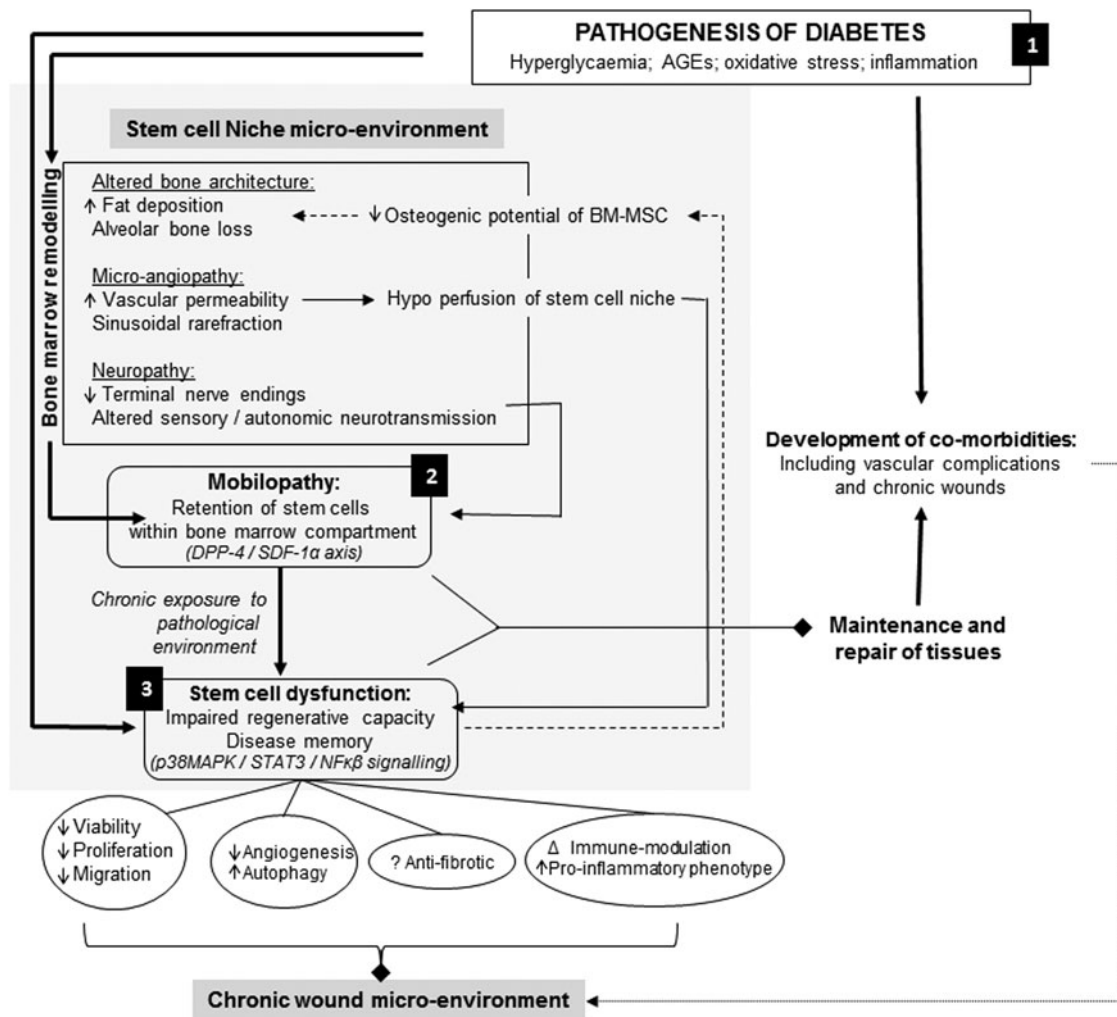 PATHOGENESIS OF DIABETES
Hyperglycaemia; AGEs; oxidative stress; inflammation
1
Stem cell Niche micro-environment
Bone marrow remodelling
Altered bone architecture:
↑ Fat deposition
Alveolar bone loss
↓ Osteogenic potential of BM-MSC
Micro-angiopathy:
↑ Vascular permeability
Sinusoidal rarefraction
Hypo perfusion of stem cell niche
Neuropathy:
↓ Terminal nerve endings
Altered sensory / autonomic neurotransmission
Mobilopathy:
2
Retention of stem cells
within bone marrow compartment
(DPP-4 / SDF-1α axis)
Development of co-morbidities:
Including vascular complications
and chronic wounds
Chronic exposure to
pathological
environment
Maintenance and
repair of tissues
3
Stem cell dysfunction:
Impaired regenerative capacity
Disease memory
(p38MAPK / STAT3 / NFκβ signalling)
↓ Viability
↓ Proliferation
↓ Migration
↓ Angiogenesis
↑ Autophagy
? Anti-fibrotic
Δ Immune-modulation
↑ Pro-inflammatory phenotype
Chronic wound micro-environment